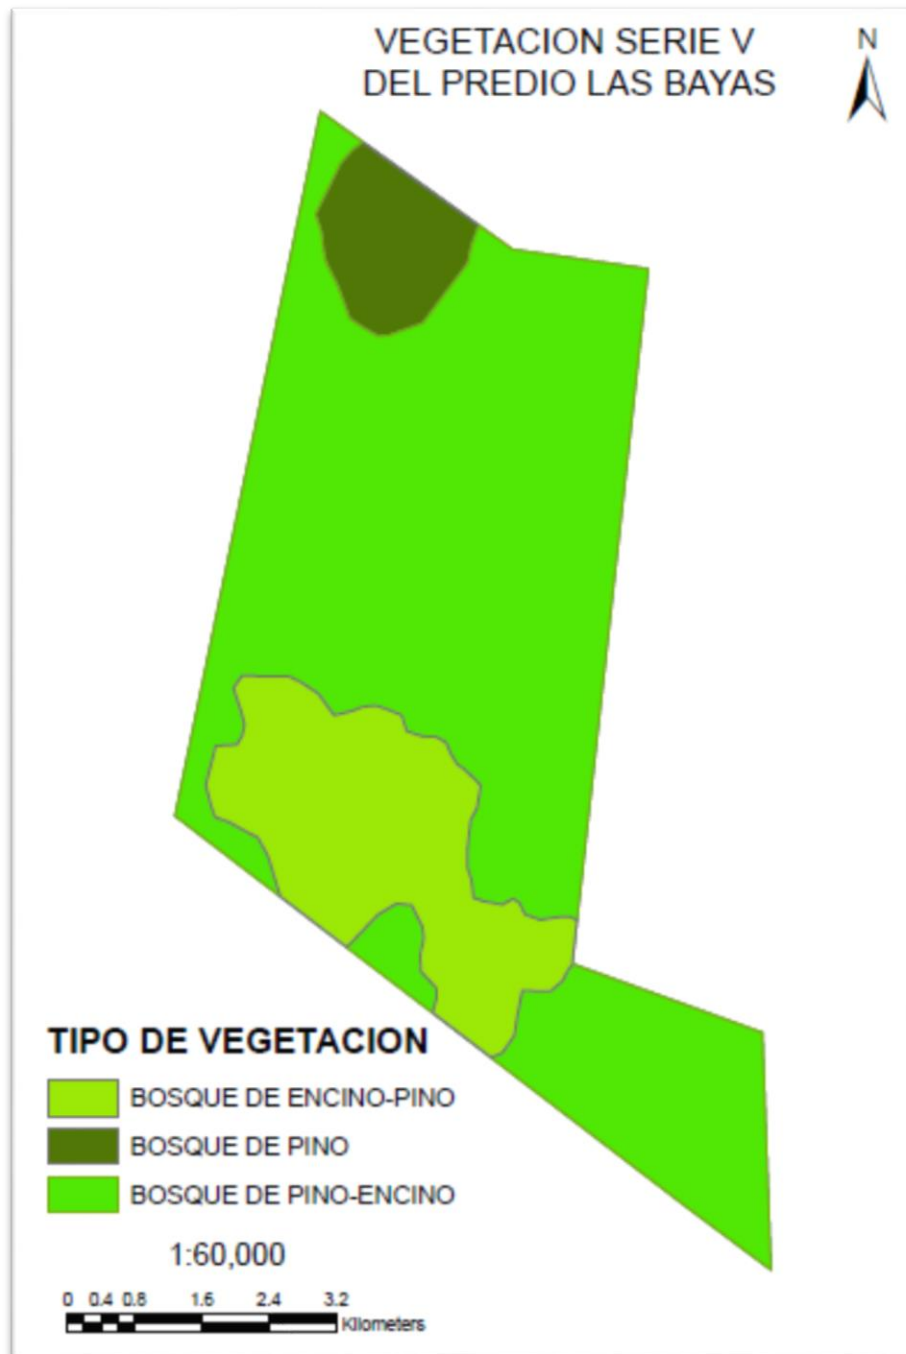 VEGETACION SERIE V
DEL PREDIO LAS BAYAS
N
TIPO DE VEGETACION
BOSQUE DE ENCINO-PINO
BOSQUE DE PINO
BOSQUE DE PINO-ENCINO
1:60,000
0 0.4 0.8 1.6 2.4 3.2
Kilometers